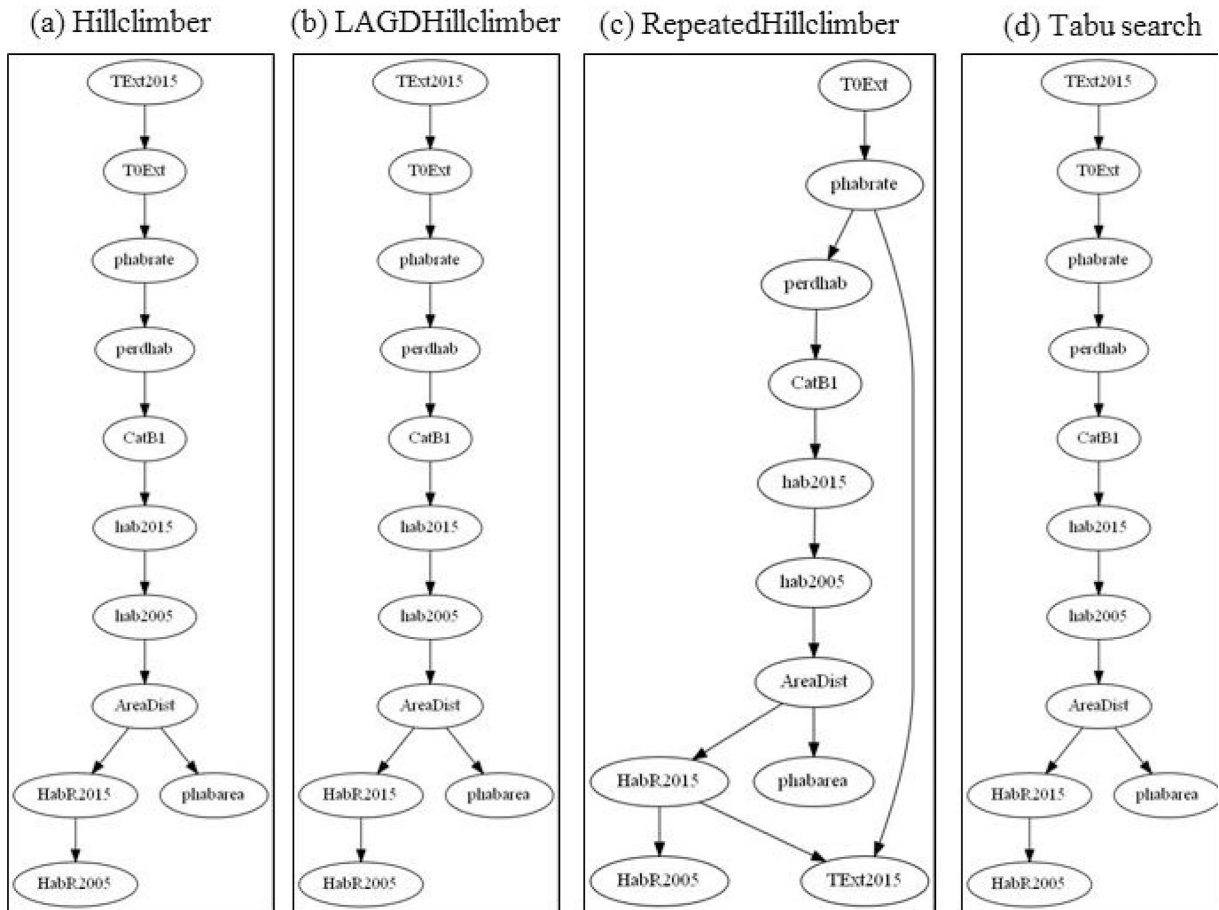 (a) Hillclimber
(b) LAGDHillclimber
(c) RepeatedHillclimber
(d) Tabu search
TExt2015
T0Ext
phabrate
perdhab
CatB1
hab2015
hab2005
AreaDist
HabR2015
phabarea
HabR2005
TExt2015
T0Ext
phabrate
perdhab
CatB1
hab2015
hab2005
AreaDist
HabR2015
phabarea
HabR2005
T0Ext
phabrate
perdhab
CatB1
hab2015
hab2005
AreaDist
HabR2015
phabarea
HabR2005
TExt2015
TExt2015
T0Ext
phabrate
perdhab
CatB1
hab2015
hab2005
AreaDist
HabR2015
phabarea
HabR2005